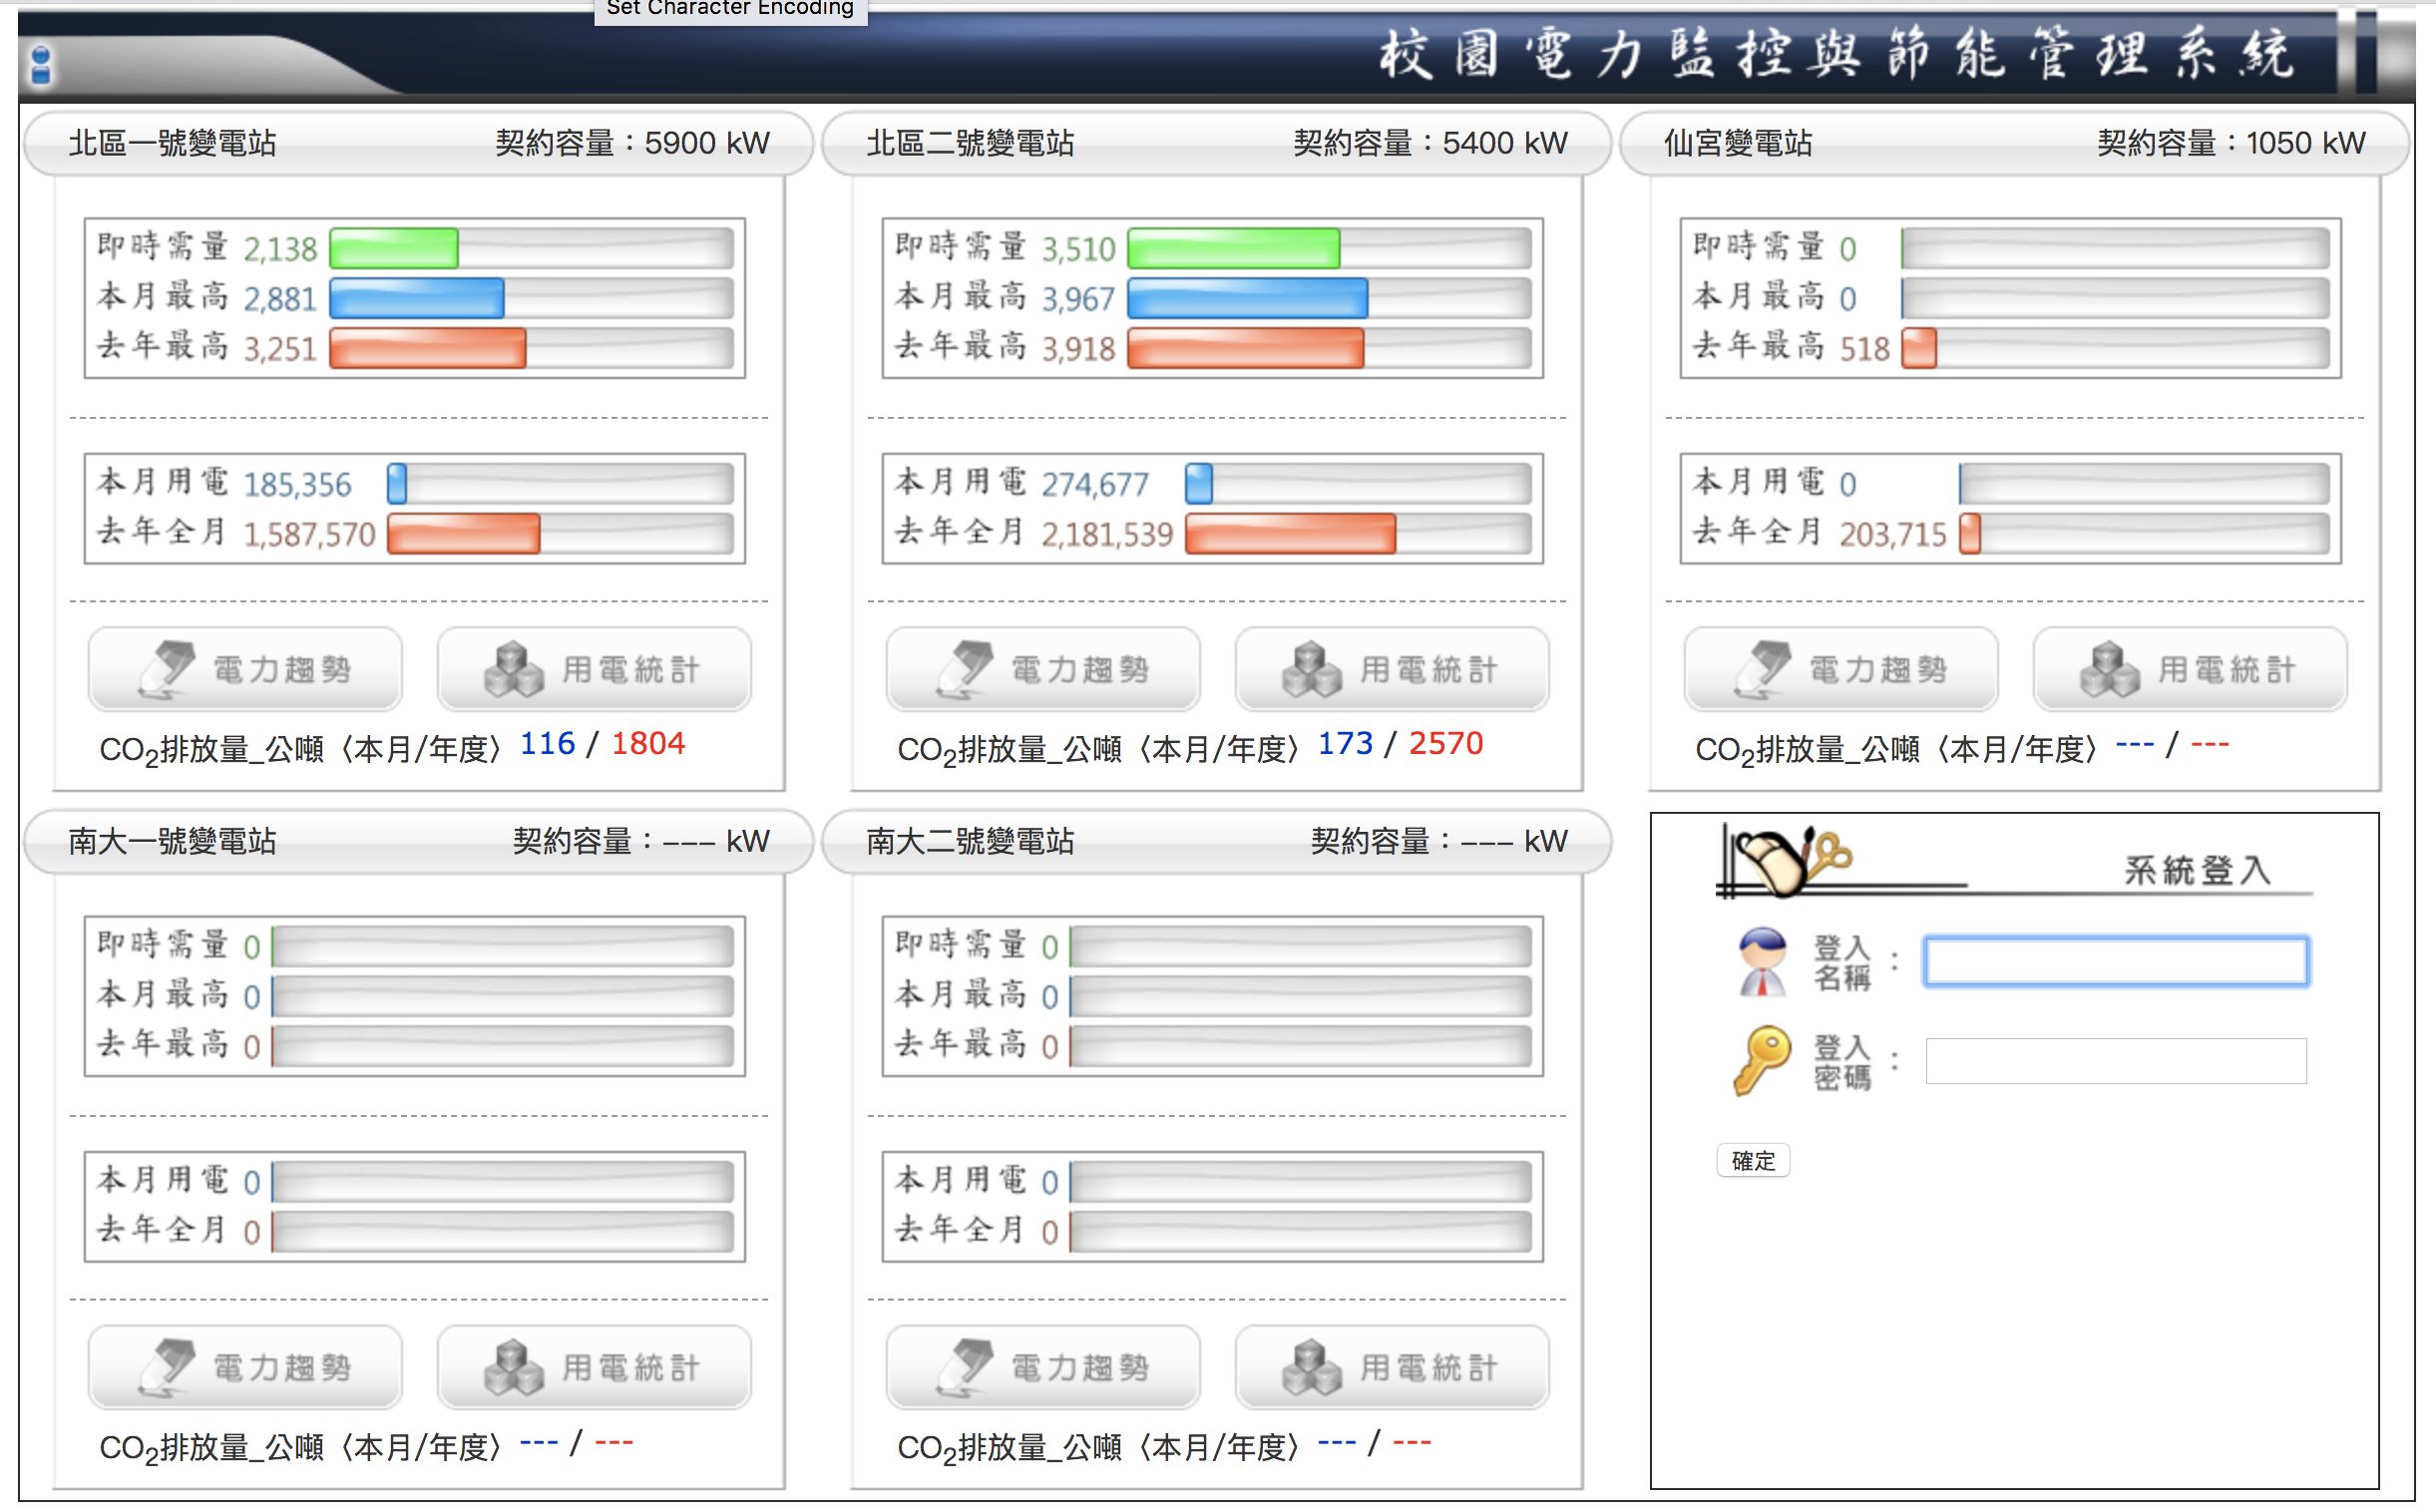 Set Character Encoding
校園電力監控與節能管理系統
北區一號變電站 契約容量：5900 kW
即時需量 2,138
本月最高 2,881
去年最高 3,251
本月用電 185,356
去年全月 1,587,570
電力趨勢 用電統計
CO2排放量_公噸〈本月/年度〉116 / 1804
北區二號變電站 契約容量：5400 kW
即時需量 3,510
本月最高 3,967
去年最高 3,918
本月用電 274,677
去年全月 2,181,539
電力趨勢 用電統計
CO2排放量_公噸〈本月/年度〉173 / 2570
仙宮變電站 契約容量：1050 kW
即時需量 0
本月最高 0
去年最高 518
本月用電 0
去年全月 203,715
電力趨勢 用電統計
CO2排放量_公噸〈本月/年度〉--- / ---
南大一號變電站 契約容量：--- kW
即時需量 0
本月最高 0
去年最高 0
本月用電 0
去年全月 0
電力趨勢 用電統計
CO2排放量_公噸〈本月/年度〉--- / ---
南大二號變電站 契約容量：--- kW
即時需量 0
本月最高 0
去年最高 0
本月用電 0
去年全月 0
電力趨勢 用電統計
CO2排放量_公噸〈本月/年度〉--- / ---
系統登入
登入
名稱：
登入
密碼：
確定